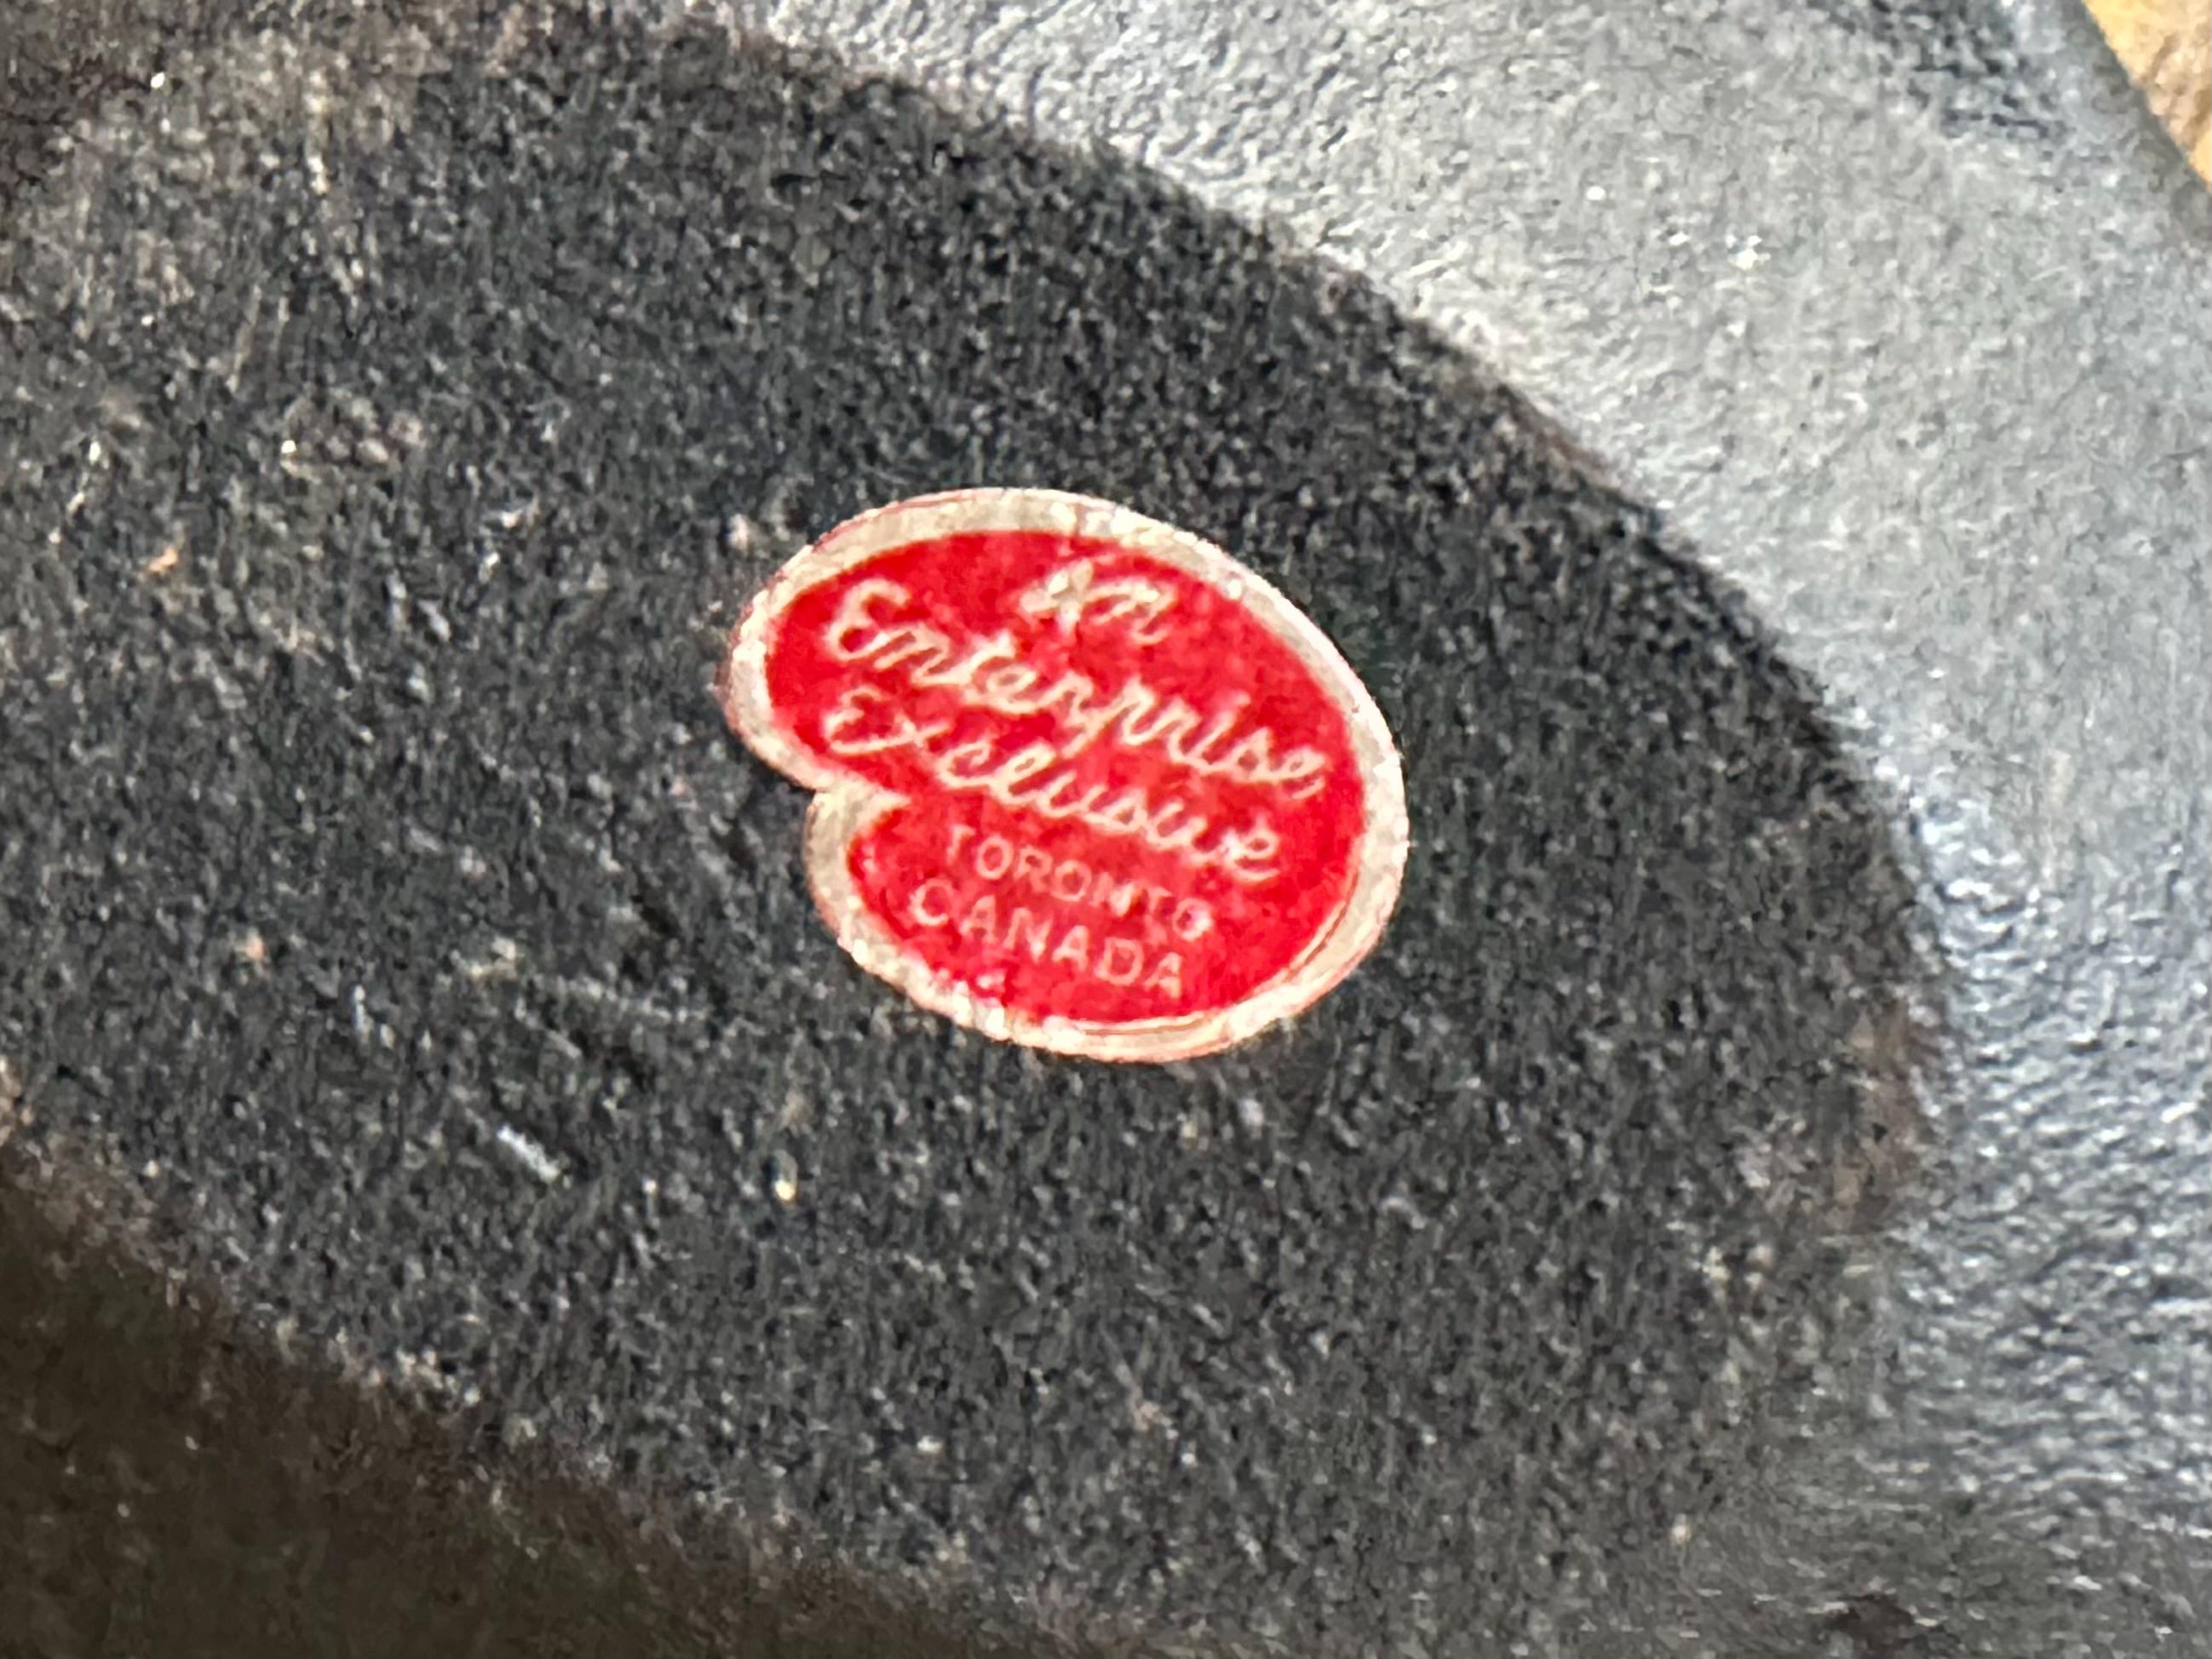 An
Enterprise
Exclusive
TORONTO
CANADA